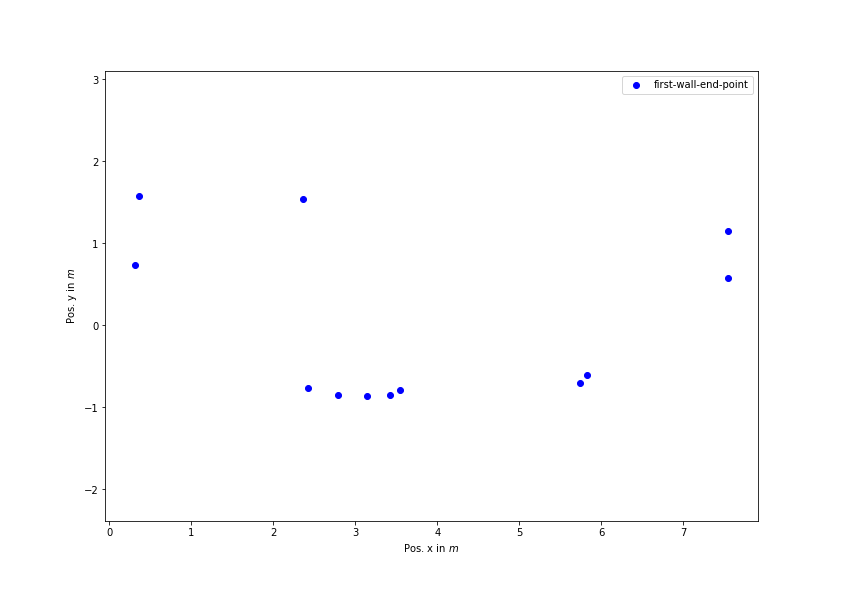 first-wall-end-point
3
2
1
0
−1
−2
Pos. y in m
0 1 2 3 4 5 6 7
Pos. x in m